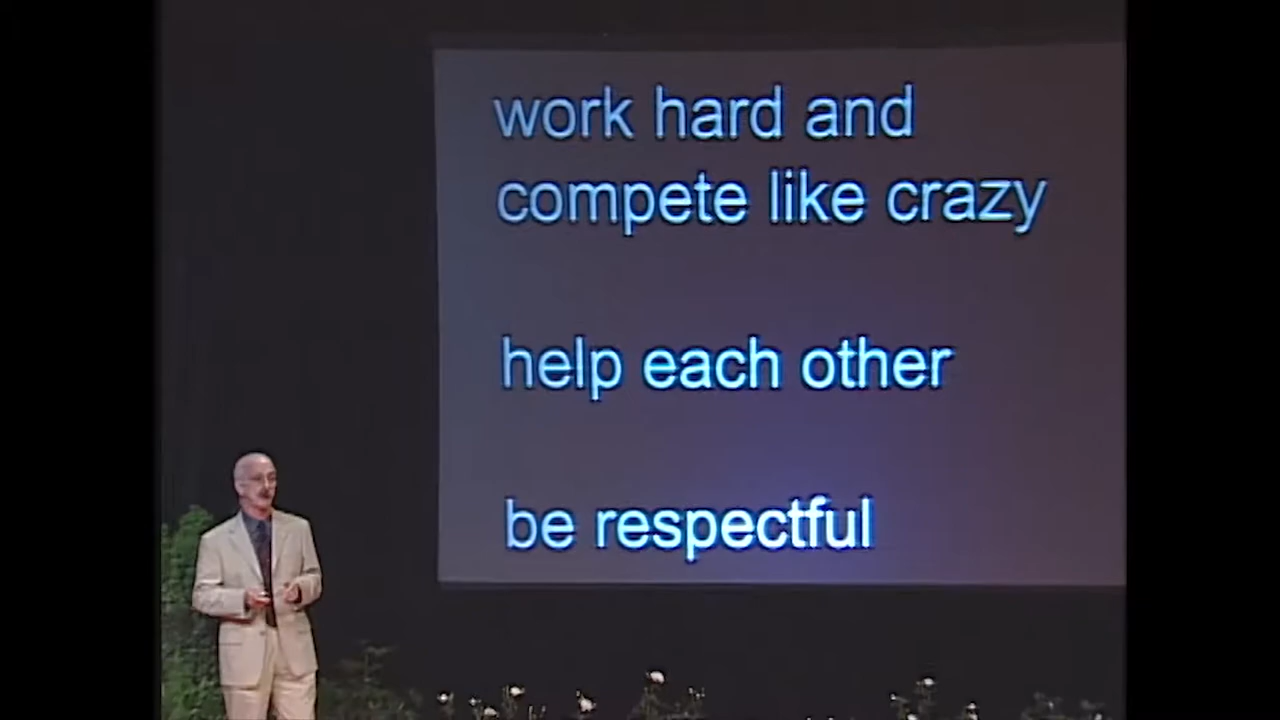 work hard and
compete like crazy
help each other
be respectful